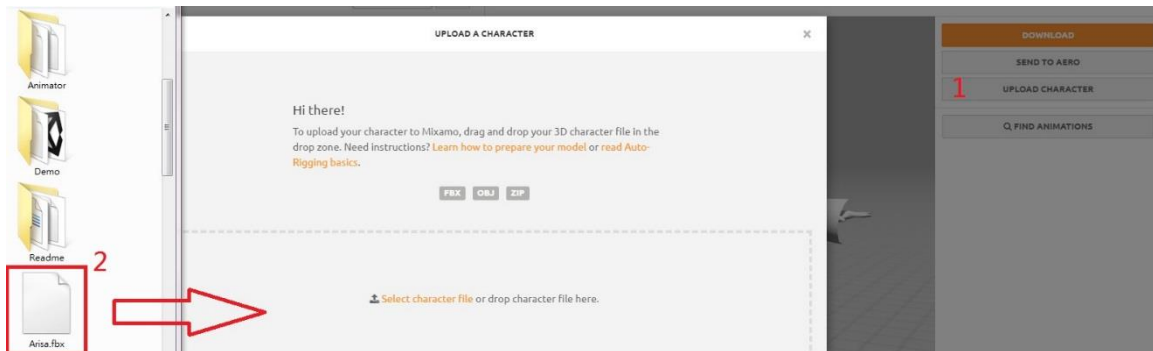 Animator
Demo
Readme
2
Arisa.fbx
UPLOAD A CHARACTER
×
Hi there!
To upload your character to Mixamo, drag and drop your 3D character file in the
drop zone. Need instructions? Learn how to prepare your model or read Auto-
Rigging basics.
FBX OBJ ZIP
Select character file or drop character file here.
DOWNLOAD
SEND TO AERO
1
UPLOAD CHARACTER
FIND ANIMATIONS